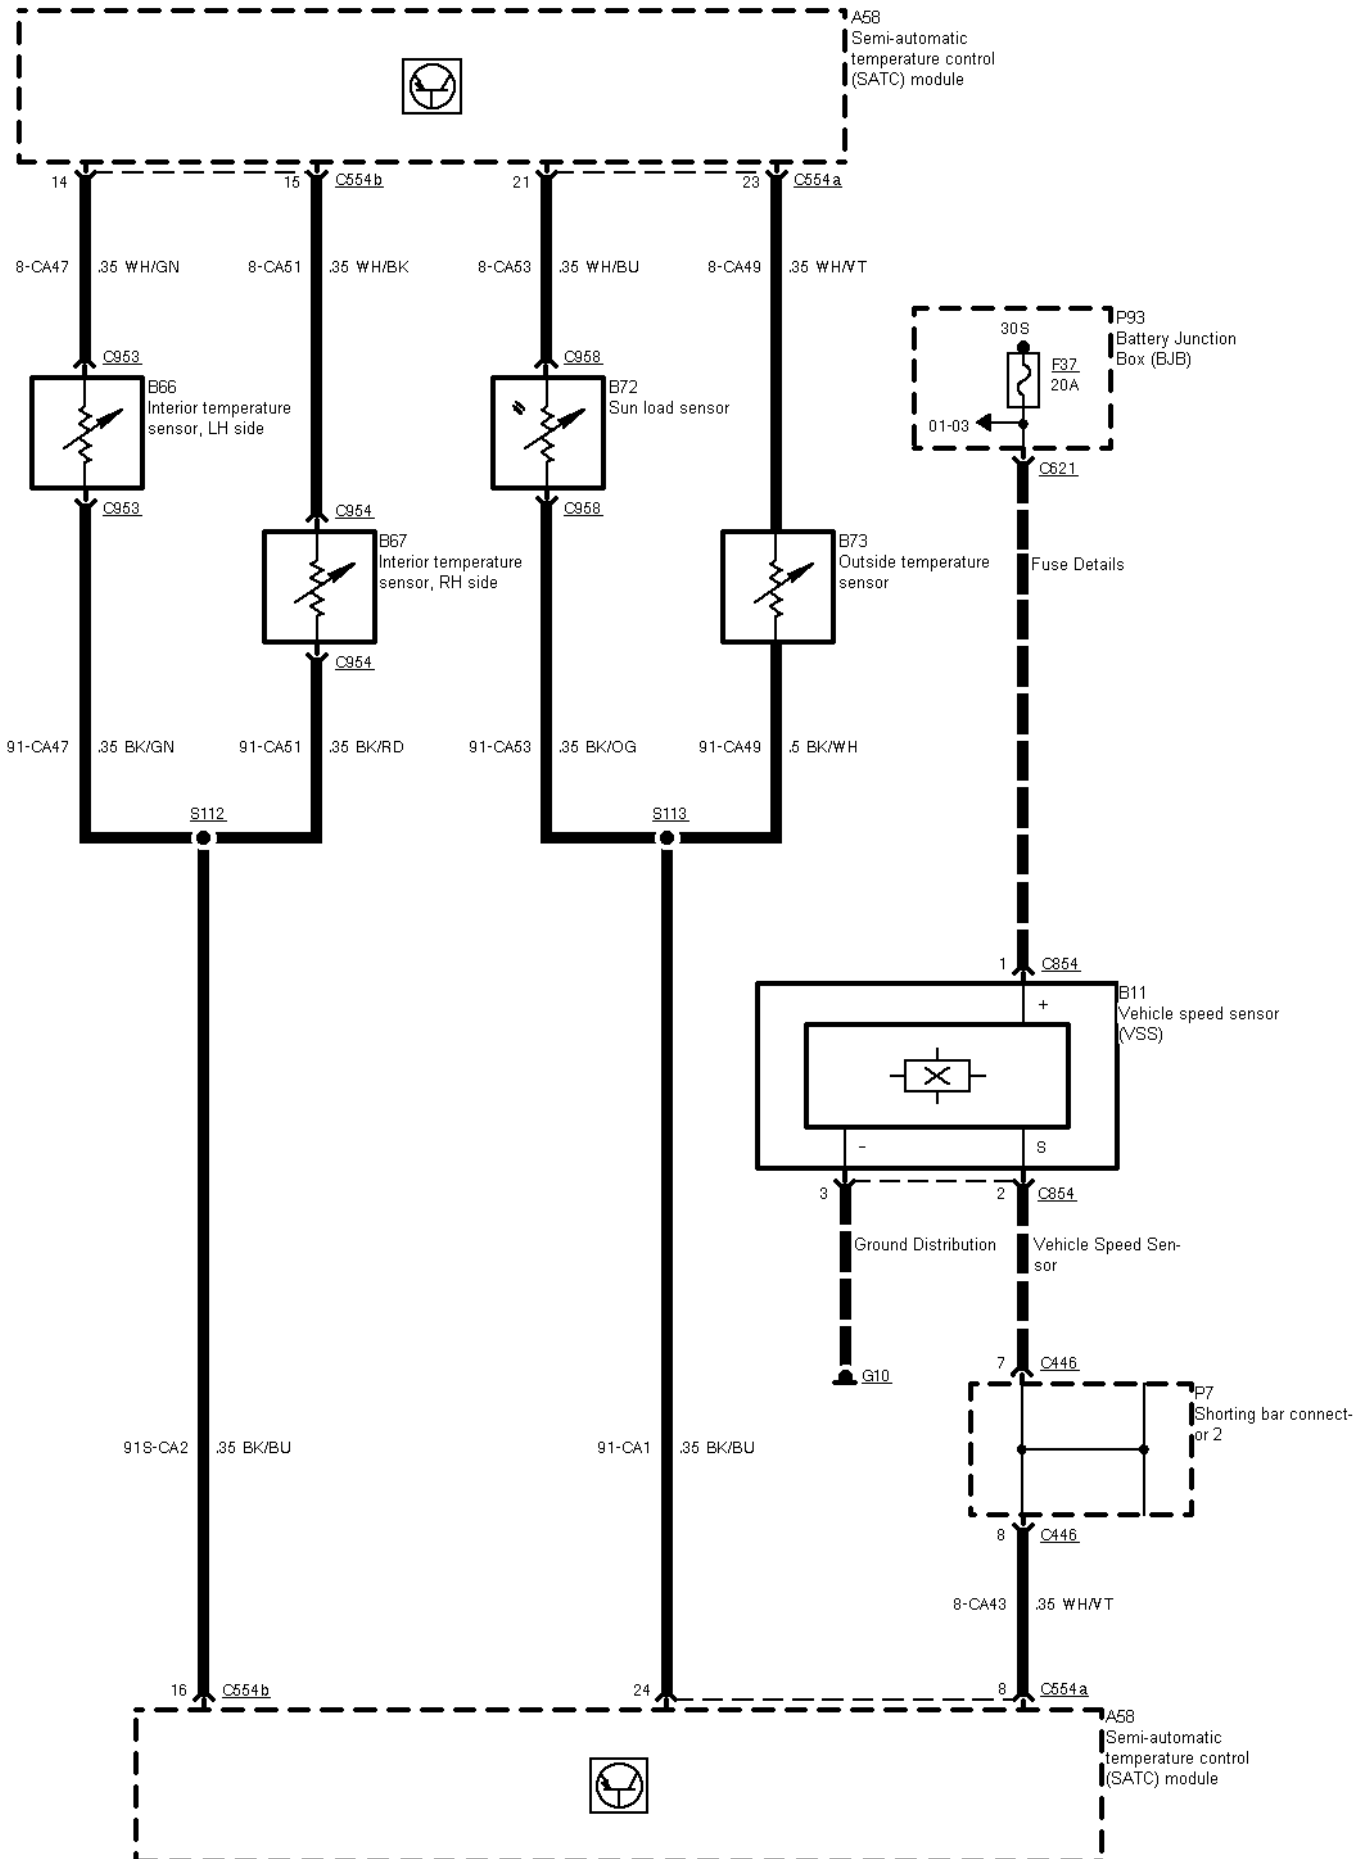 A58
Semi-automatic
temperature control
(SATC) module
14
15
C554b
21
23
C554a
8-CA47
.35 WH/GN
8-CA51
.35 WH/BK
8-CA53
.35 WH/BU
8-CA49
.35 WH/VT
P93
Battery Junction
Box (BJB)
30S
F37
20A
01-03
C621
C953
B66
Interior temperature
sensor, LH side
C953
C958
B72
Sun load sensor
C958
C954
B67
Interior temperature
sensor, RH side
C954
B73
Outside temperature
sensor
Fuse Details
91-CA47
.35 BK/GN
91-CA51
.35 BK/RD
91-CA53
.35 BK/OG
91-CA49
.5 BK/WH
S112
S113
1
C854
B11
Vehicle speed sensor
(VSS)
+
-
S
3
2
C854
Ground Distribution
Vehicle Speed Sen-
sor
G10
7
C446
P7
Shorting bar connect-
or 2
91S-CA2
.35 BK/BU
91-CA1
.35 BK/BU
8
C446
8-CA43
.35 WH/VT
16
C554b
24
8
C554a
A58
Semi-automatic
temperature control
(SATC) module